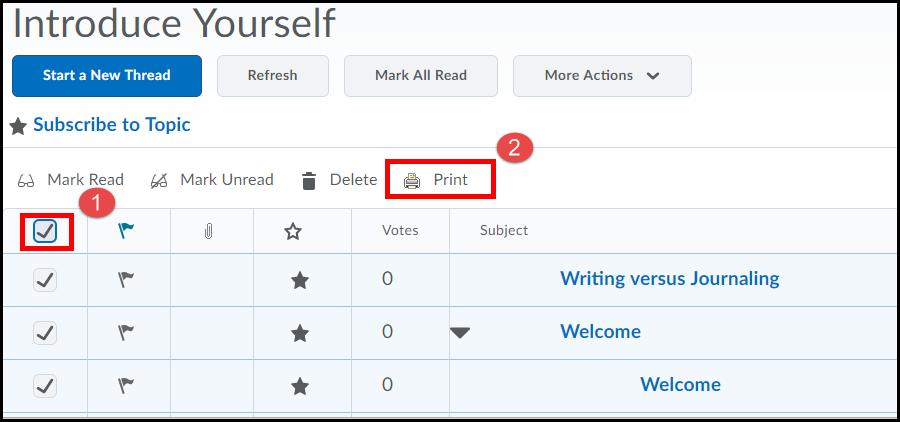 Introduce Yourself
Start a New Thread Refresh Mark All Read More Actions
Subscribe to Topic
2
Mark Read Mark Unread Delete Print
1
Votes Subject
0 Writing versus Journaling
0 Welcome
0 Welcome